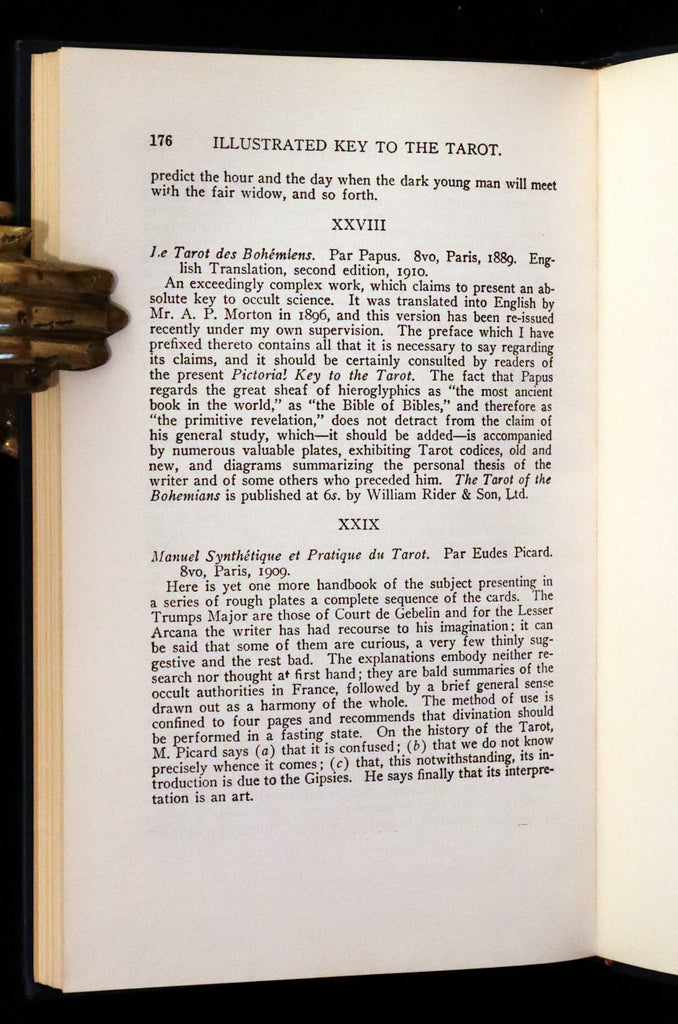 176 ILLUSTRATED KEY TO THE TAROT.
predict the hour and the day when the dark young man will meet
with the fair widow, and so forth.
XXVIII
Le Tarot des Bohémiens. Par Papus. 8vo, Paris, 1889. Eng-
lish Translation, second edition, 1910.
An exceedingly complex work, which claims to present an ab-
solute key to occult science. It was translated into English by
Mr. A. P. Morton in 1896, and this version has been re-issued
recently under my own supervision. The preface which I have
prefixed thereto contains all that it is necessary to say regarding
its claims, and it should be certainly consulted by readers of
the present Pictorial Key to the Tarot. The fact that Papus
regards the great sheaf of hieroglyphics as "the most ancient
book in the world," as "the Bible of Bibles," and therefore as
"the primitive revelation," does not detract from the claim of
his general study, which—it should be added—is accompanied
by numerous valuable plates, exhibiting Tarot codices, old and
new, and diagrams summarizing the personal thesis of the
writer and of some others who preceded him. The Tarot of the
Bohemians is published at 6s. by William Rider & Son, Ltd.
XXIX
Manuel Synthétique et Pratique du Tarot. Par Eudes Picard.
8vo, Paris, 1909.
Here is yet one more handbook of the subject presenting in
a series of rough plates a complete sequence of the cards. The
Trumps Major are those of Court de Gebelin and for the Lesser
Arcana the writer has had recourse to his imagination; it can
be said that some of them are curious, a very few thinly sug-
gestive and the rest bad. The explanations embody neither re-
search nor thought at first hand; they are bald summaries of the
occult authorities in France, followed by a brief general sense
drawn out as a harmony of the whole. The method of use is
confined to four pages and recommends that divination should
be performed in a fasting state. On the history of the Tarot,
M. Picard says (a) that it is confused; (b) that we do not know
precisely whence it comes; (c) that, this notwithstanding, its in-
troduction is due to the Gipsies. He says finally that its interpre-
tation is an art.